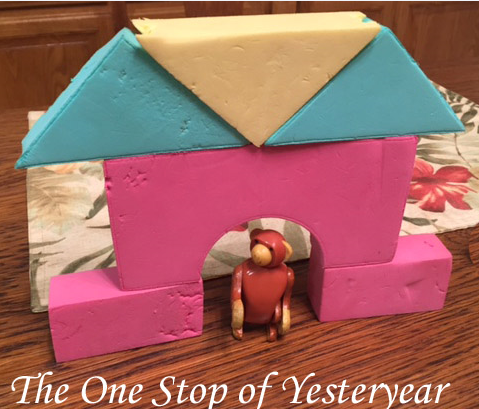 The One Stop of Yesteryear